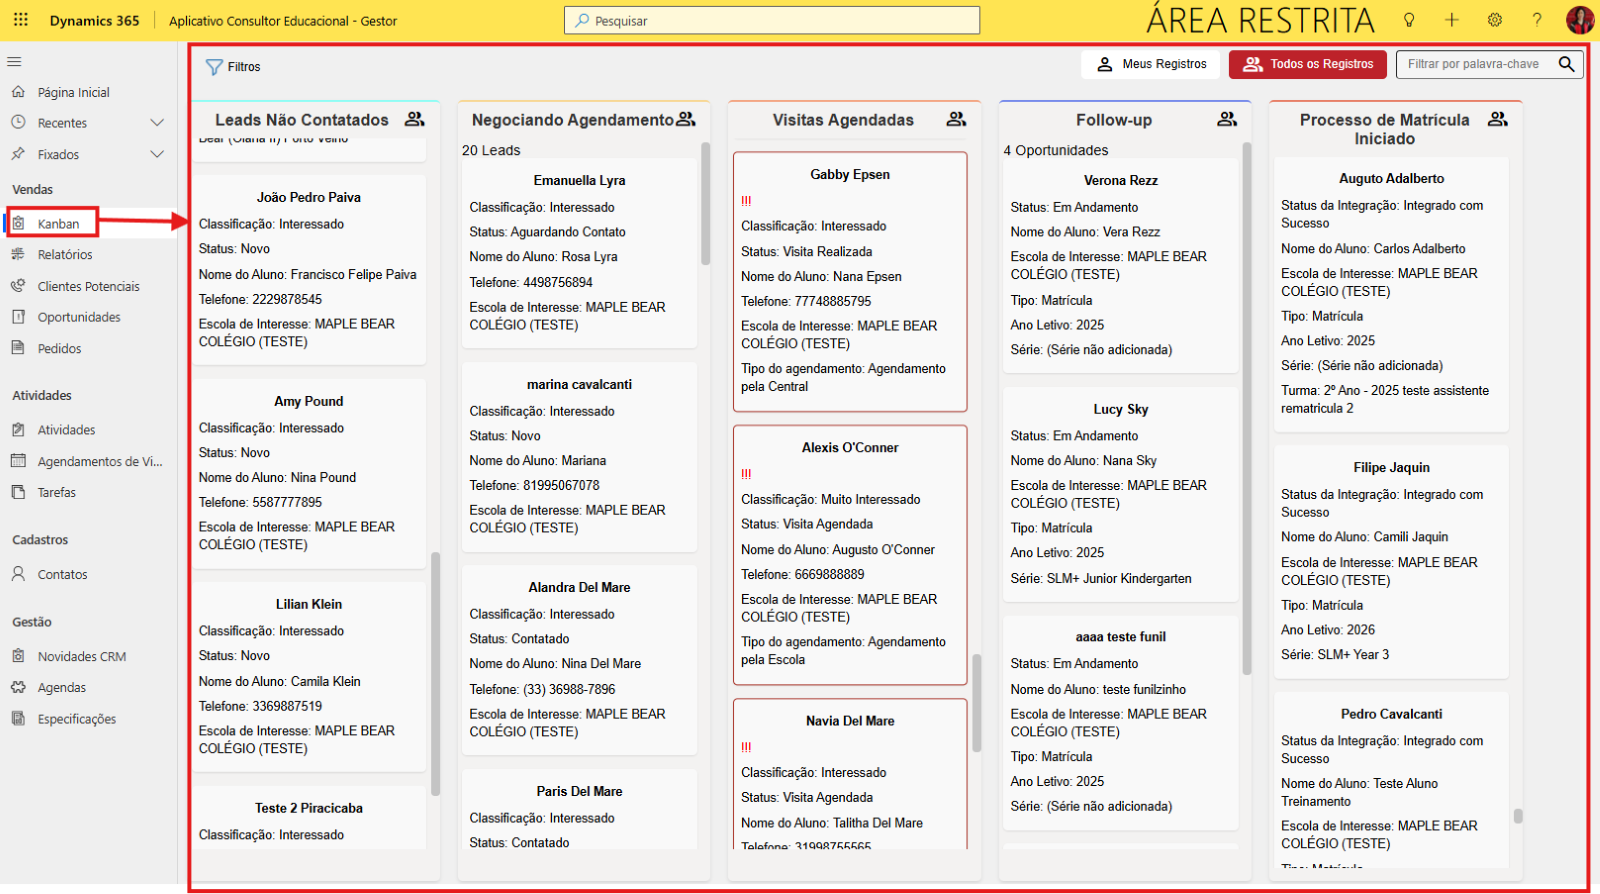 Dynamics 365
Aplicativo Consultor Educacional - Gestor
Pesquisar
ÁREA RESTRITA
Página Inicial
Recentes
Fixados
Vendas
Kanban
Relatórios
Clientes Potenciais
Oportunidades
Pedidos
Atividades
Atividades
Agendamentos de Vi...
Tarefas
Cadastros
Contatos
Gestão
Novidades CRM
Agendas
Especificações
Filtros
Meus Registros
Todos os Registros
Filtrar por palavra-chave
Leads Não Contatados
Bear (Olaria II) Porto Velho
João Pedro Paiva
Classificação: Interessado
Status: Novo
Nome do Aluno: Francisco Felipe Paiva
Telefone: 2229878545
Escola de Interesse: MAPLE BEAR
COLÉGIO (TESTE)
Amy Pound
Classificação: Interessado
Status: Novo
Nome do Aluno: Nina Pound
Telefone: 5587777895
Escola de Interesse: MAPLE BEAR
COLÉGIO (TESTE)
Lilian Klein
Classificação: Interessado
Status: Novo
Nome do Aluno: Camila Klein
Telefone: 3369887519
Escola de Interesse: MAPLE BEAR
COLÉGIO (TESTE)
Teste 2 Piracicaba
Classificação: Interessado
Negociando Agendamento
20 Leads
Emanuella Lyra
Classificação: Interessado
Status: Aguardando Contato
Nome do Aluno: Rosa Lyra
Telefone: 4498756894
Escola de Interesse: MAPLE BEAR
COLÉGIO (TESTE)
marina cavalcanti
Classificação: Interessado
Status: Novo
Nome do Aluno: Mariana
Telefone: 81995067078
Escola de Interesse: MAPLE BEAR
COLÉGIO (TESTE)
Alandra Del Mare
Classificação: Interessado
Status: Contatado
Nome do Aluno: Nina Del Mare
Telefone: (33) 36988-7896
Escola de Interesse: MAPLE BEAR
COLÉGIO (TESTE)
Paris Del Mare
Classificação: Interessado
Status: Contatado
Visitas Agendadas
Gabby Epsen
!!!
Classificação: Interessado
Status: Visita Realizada
Nome do Aluno: Nana Epsen
Telefone: 77748885795
Escola de Interesse: MAPLE BEAR
COLÉGIO (TESTE)
Tipo do agendamento: Agendamento
pela Central
Alexis O'Conner
!!!
Classificação: Muito Interessado
Status: Visita Agendada
Nome do Aluno: Augusto O'Conner
Telefone: 6669888889
Escola de Interesse: MAPLE BEAR
COLÉGIO (TESTE)
Tipo do agendamento: Agendamento
pela Escola
Navia Del Mare
!!!
Classificação: Interessado
Status: Visita Agendada
Nome do Aluno: Talitha Del Mare
Telefone: 31998755565
Follow-up
4 Oportunidades
Verona Rezz
Status: Em Andamento
Nome do Aluno: Vera Rezz
Escola de Interesse: MAPLE BEAR
COLÉGIO (TESTE)
Tipo: Matrícula
Ano Letivo: 2025
Série: (Série não adicionada)
Lucy Sky
Status: Em Andamento
Nome do Aluno: Nana Sky
Escola de Interesse: MAPLE BEAR
COLÉGIO (TESTE)
Tipo: Matrícula
Ano Letivo: 2025
Série: SLM+ Junior Kindergarten
aaaa teste funil
Status: Em Andamento
Nome do Aluno: teste funilzinho
Escola de Interesse: MAPLE BEAR
COLÉGIO (TESTE)
Tipo: Matrícula
Ano Letivo: 2025
Série: (Série não adicionada)
Processo de Matrícula
Iniciado
Auguto Adalberto
Status da Integração: Integrado com
Sucesso
Nome do Aluno: Carlos Adalberto
Escola de Interesse: MAPLE BEAR
COLÉGIO (TESTE)
Tipo: Matrícula
Ano Letivo: 2025
Série: (Série não adicionada)
Turma: 2º Ano - 2025 teste assistente
rematricula 2
Filipe Jaquin
Status da Integração: Integrado com
Sucesso
Nome do Aluno: Camili Jaquin
Escola de Interesse: MAPLE BEAR
COLÉGIO (TESTE)
Tipo: Matrícula
Ano Letivo: 2026
Série: SLM+ Year 3
Pedro Cavalcanti
Status da Integração: Integrado com
Sucesso
Nome do Aluno: Teste Aluno
Treinamento
Escola de Interesse: MAPLE BEAR
COLÉGIO (TESTE)
Tipo: Matrícula